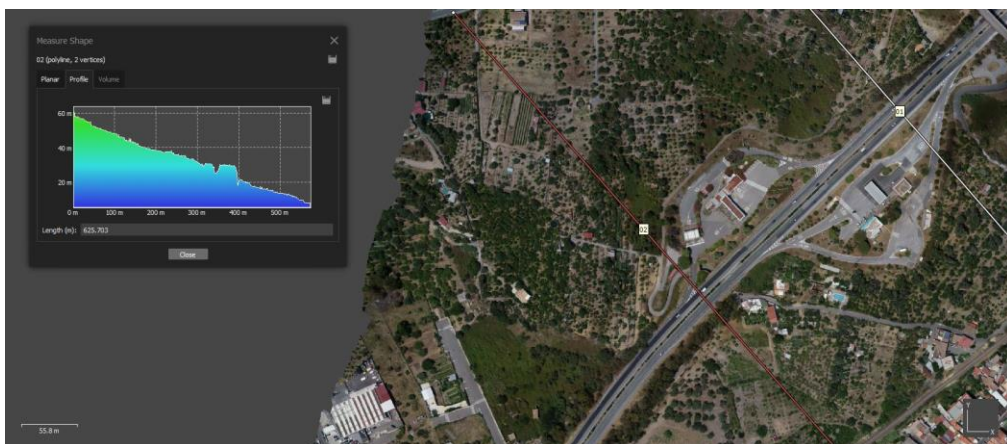 Measure Shape
02 (polyline, 2 vertices)
Planar Profile Volume
60 m
40 m
20 m
0 m 100 m 200 m 300 m 400 m 500 m
Length (m): 625.703
Close
01
02
55.8 m
Y
X